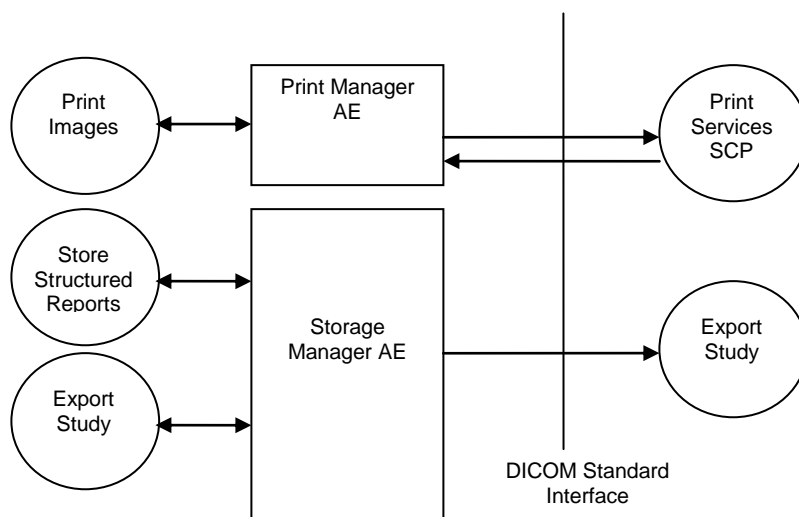 Print
Images
Print Manager
AE
Print
Services
SCP
Store
Structured
Reports
Storage
Manager AE
Export
Study
Export
Study
DICOM Standard
Interface